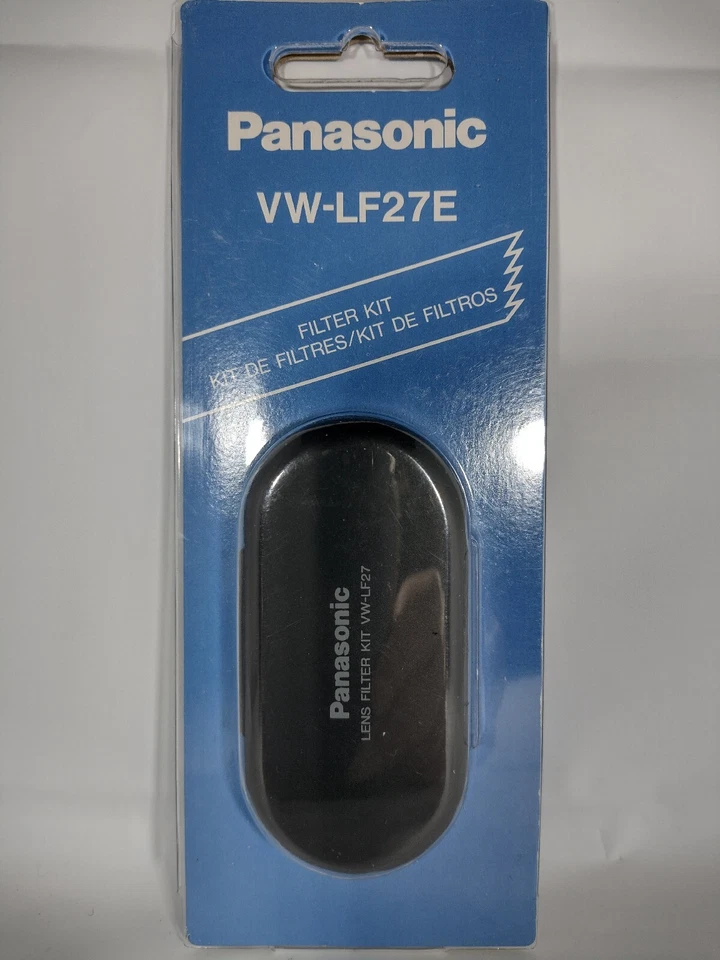 Panasonic
VW-LF27E
FILTER KIT
KIT DE FILTRES/KIT DE FILTROS
Panasonic
LENS FILTER KIT VW-LF27